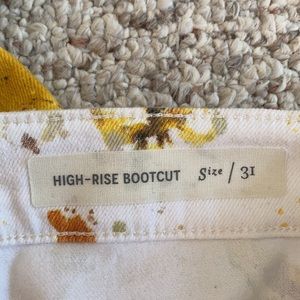 HIGH-RISE BOOTCUT Size / 31